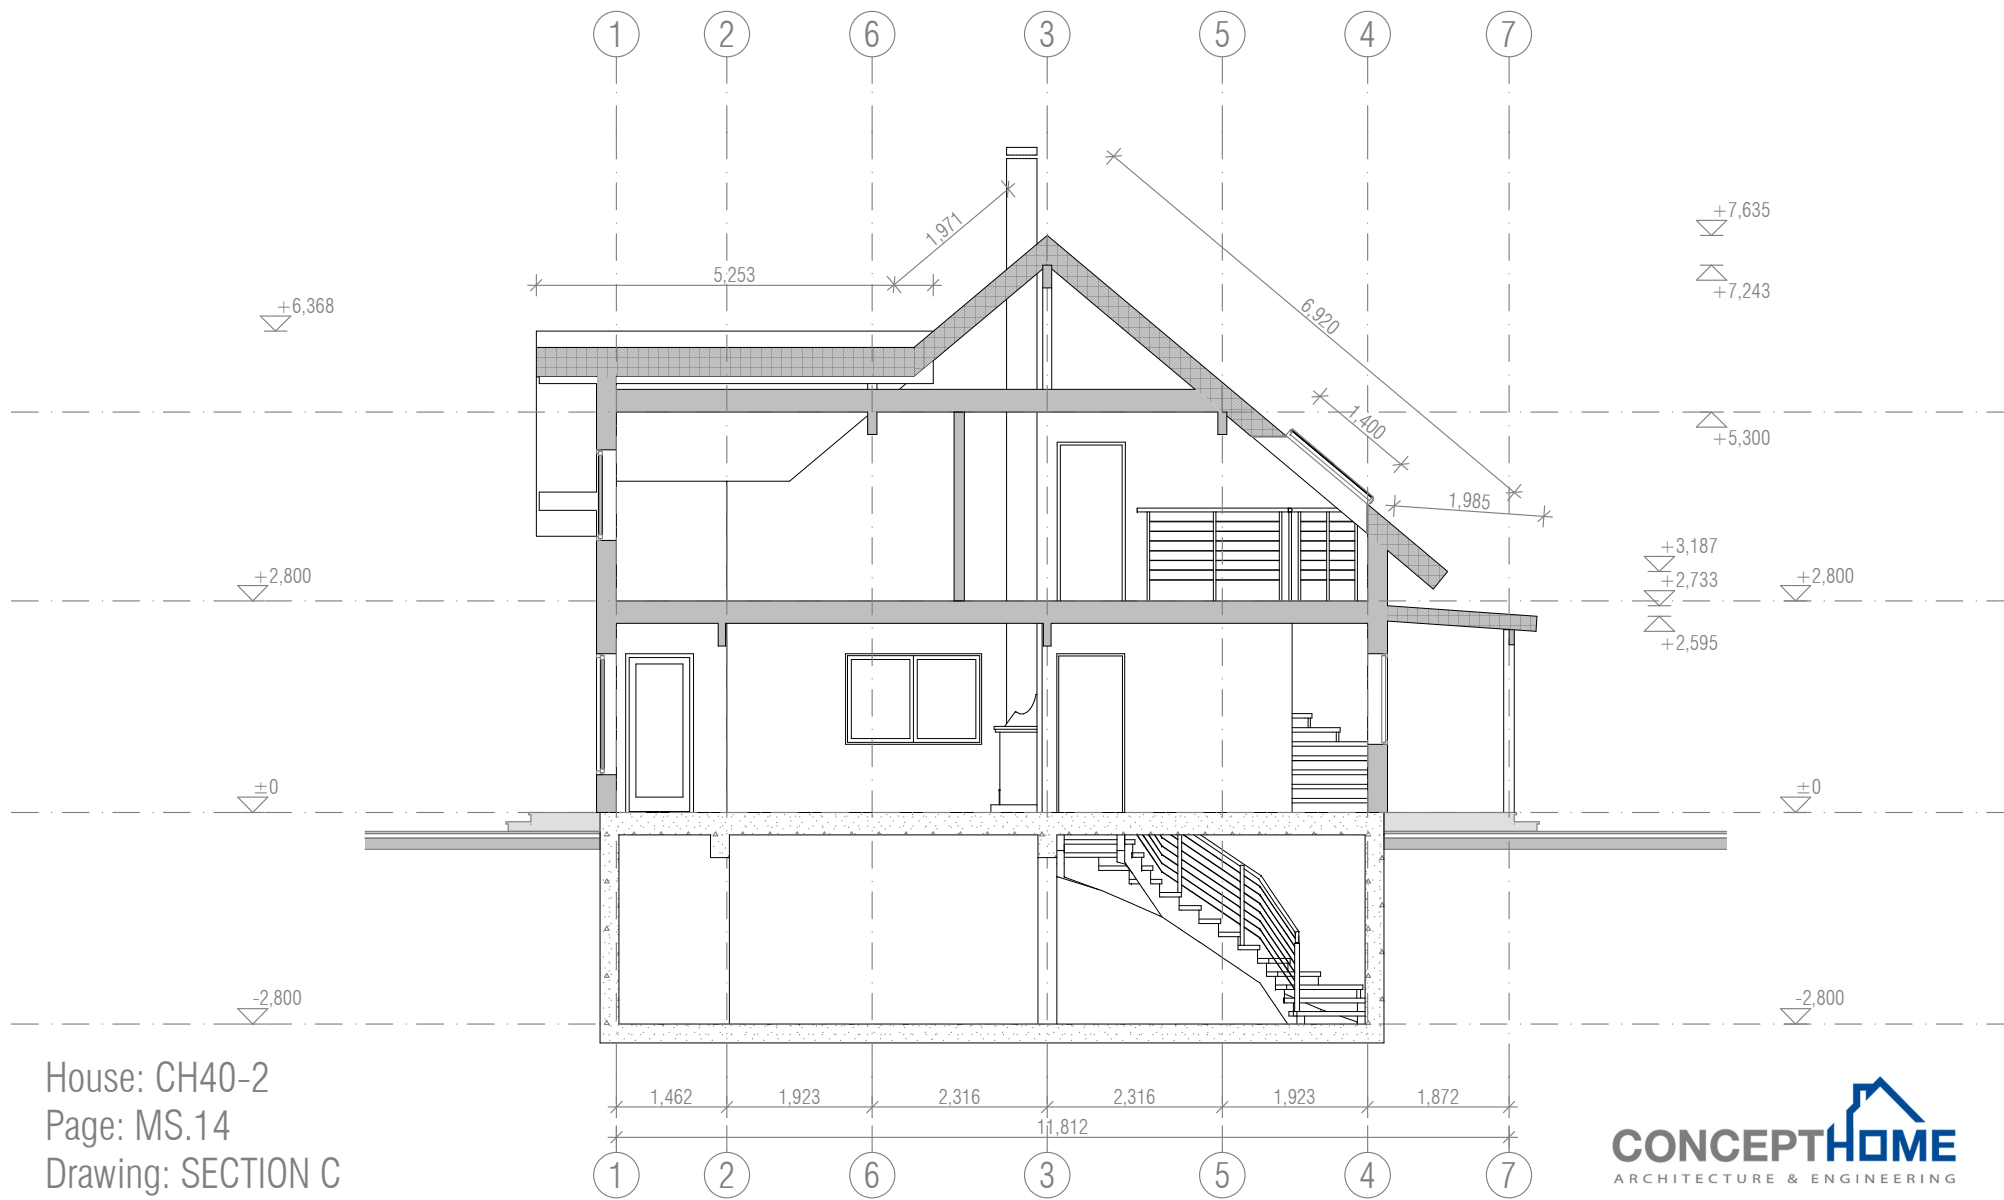 1 2 6 3 5 4 7
+7,635
1,971
5,253
+7,243
+6,368
6,920
1,400
+5,300
1,985
+3,187
+2,800
+2,733
+2,800
+2,595
±0
±0
-2,800
-2,800
House: CH40-2
Page: MS.14
Drawing: SECTION C
1,462 1,923 2,316 2,316 1,923 1,872
11,812
1 2 6 3 5 4 7
CONCEPTHOME
ARCHITECTURE & ENGINEERING